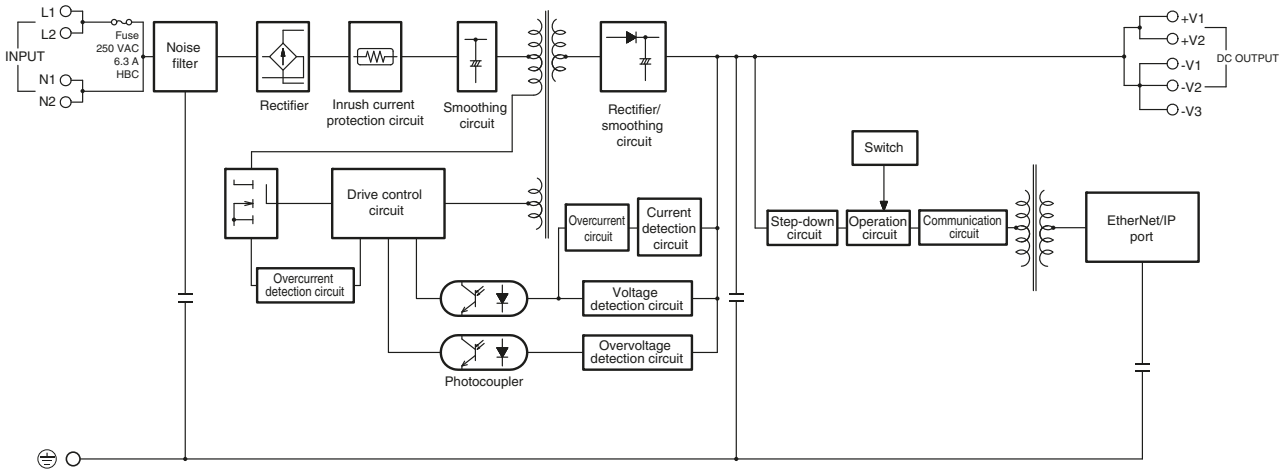 L1
L2
INPUT
N1
N2
Fuse
250 VAC
6.3 A
HBC
Noise
filter
Rectifier
Inrush current
protection circuit
Smoothing
circuit
Rectifier/
smoothing
circuit
+V1
+V2
-V1
-V2
-V3
DC OUTPUT
Drive control
circuit
Overcurrent
detection circuit
Overcurrent
circuit
Current
detection
circuit
Voltage
detection circuit
Overvoltage
detection circuit
Photocoupler
Switch
Step-down
circuit
Operation
circuit
Communication
circuit
EtherNet/IP
port